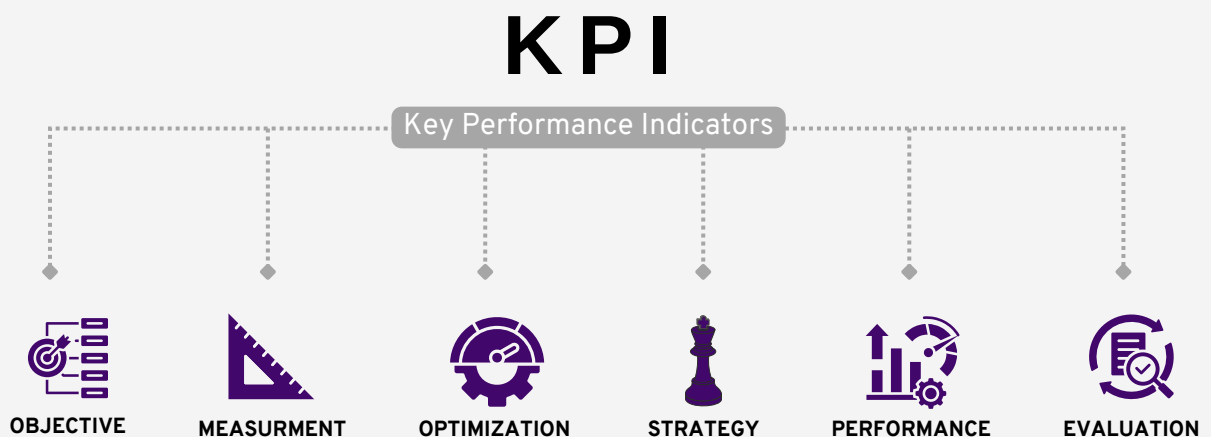 KPI
Key Performance Indicators
OBJECTIVE
MEASURMENT
OPTIMIZATION
STRATEGY
PERFORMANCE
EVALUATION